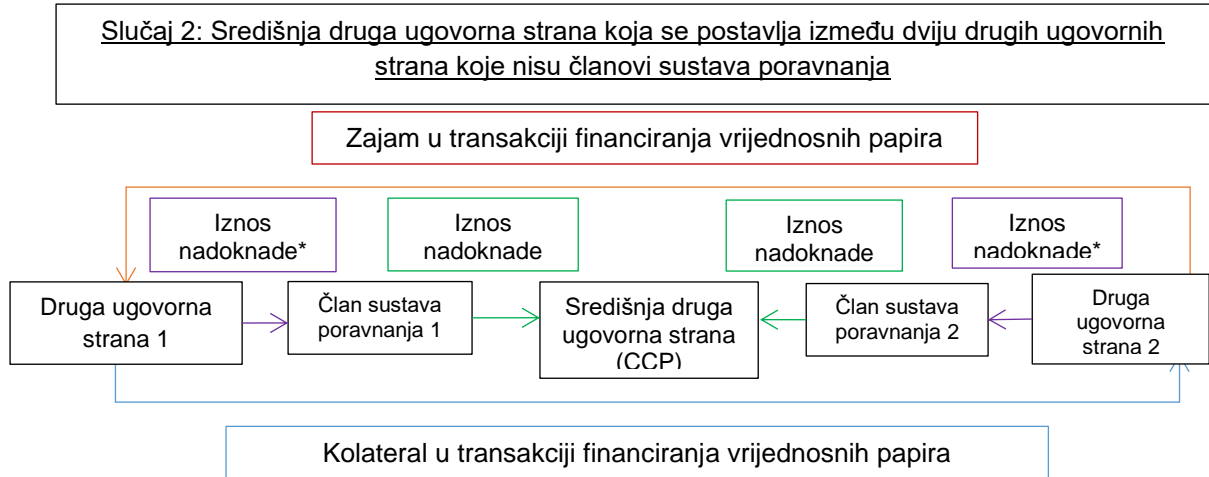 Slučaj 2: Središnja druga ugovorna strana koja se postavlja između dviju drugih ugovornih
strana koje nisu članovi sustava poravnanja
Zajam u transakciji financiranja vrijednosnih papira
Iznos
nadoknade*
Iznos
nadoknade
Iznos
nadoknade
Iznos
nadoknade*
Druga ugovorna
strana 1
Član sustava
poravnanja 1
Središnja druga
ugovorna strana
(CCP)
Član sustava
poravnanja 2
Druga
ugovorna
strana 2
Kolateral u transakciji financiranja vrijednosnih papira